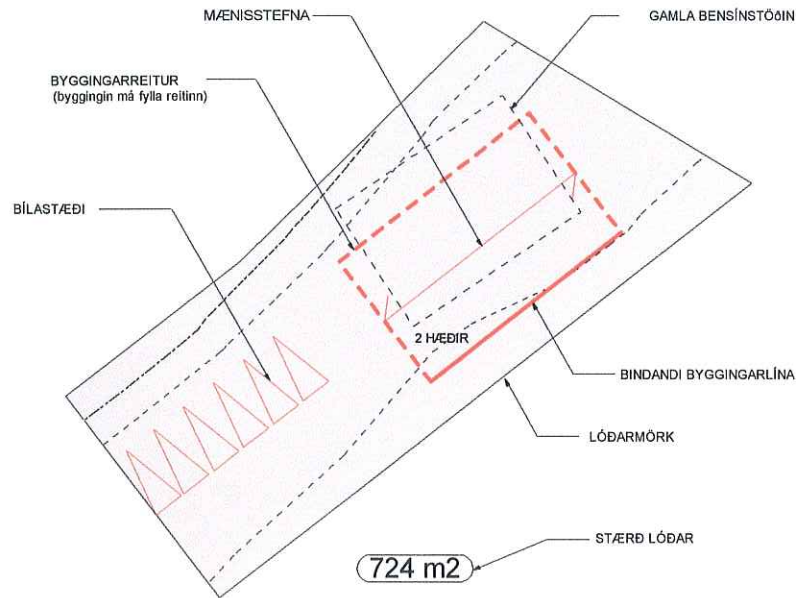 MÆNISSTEFNA
GAMLA BENSÍNSTÖÐIN
BYGGINGARREITUR
(byggingin má fylla reitinn)
BÍLASTÆÐI
2 HÆÐIR
BINDANDI BYGGINGARLÍNA
LÓÐARMÖRK
STÆRÐ LÓÐAR
724 m2